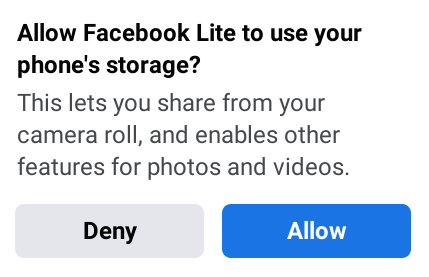 Allow Facebook Lite to use your
phone's storage?
This lets you share from your
camera roll, and enables other
features for photos and videos.
Deny
Allow